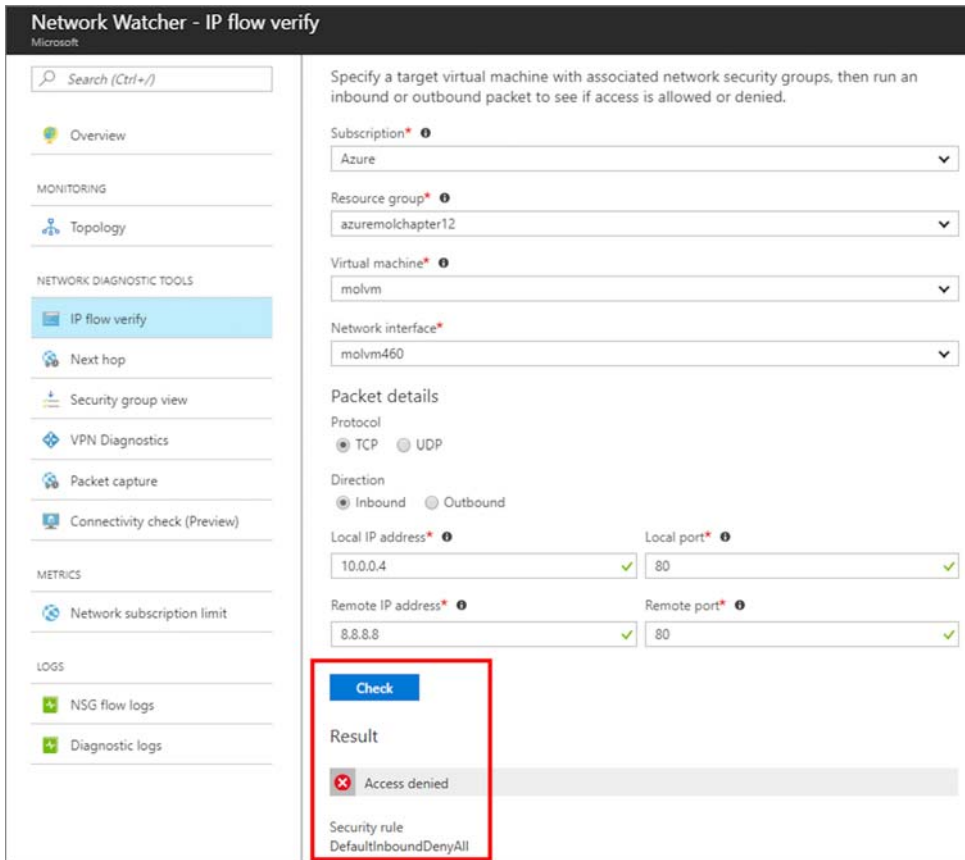 Network Watcher - IP flow verify
Microsoft
Search (Ctrl+/)
Overview
MONITORING
Topology
NETWORK DIAGNOSTIC TOOLS
IP flow verify
Next hop
Security group view
VPN Diagnostics
Packet capture
Connectivity check (Preview)
METRICS
Network subscription limit
LOGS
NSG flow logs
Diagnostic logs
Specify a target virtual machine with associated network security groups, then run an
inbound or outbound packet to see if access is allowed or denied.
Subscription*
Azure
Resource group*
azuremolchapter12
Virtual machine*
molvm
Network interface*
molvm460
Packet details
Protocol
TCP UDP
Direction
Inbound Outbound
Local IP address* Local port*
10.0.0.4 80
Remote IP address* Remote port*
8.8.8.8 80
Check
Result
Access denied
Security rule
DefaultInboundDenyAll